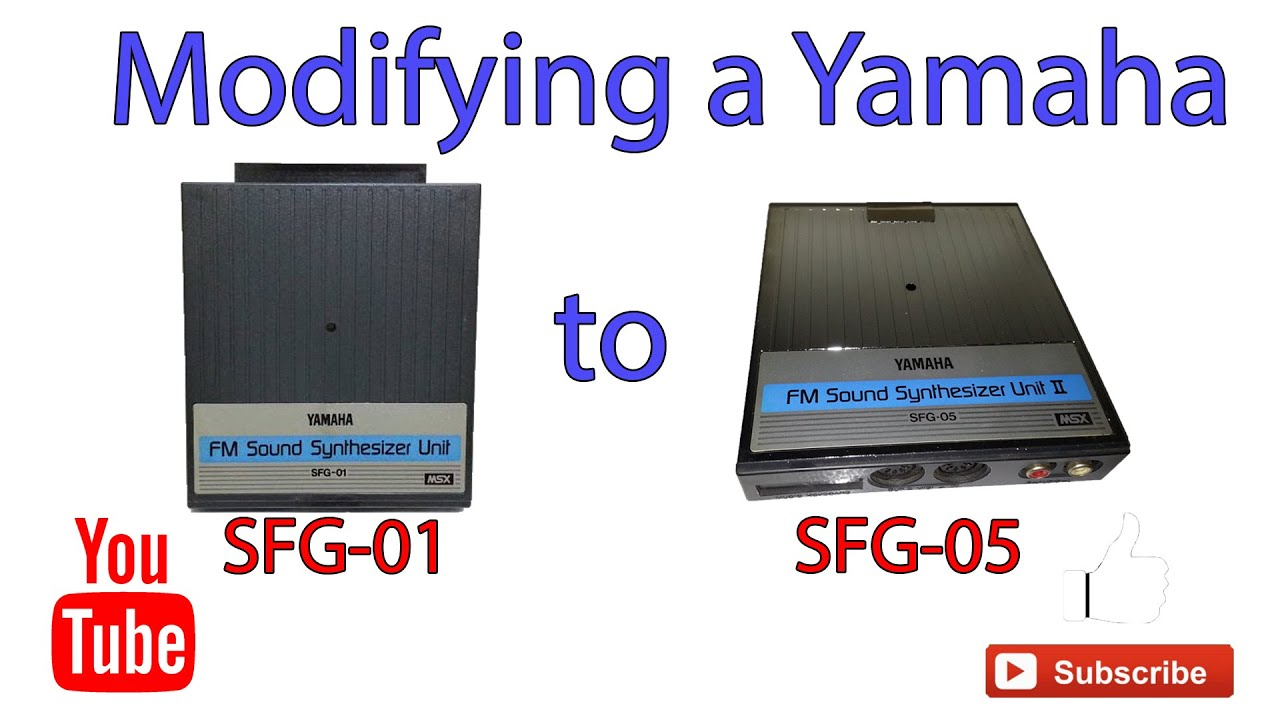 Modifying a Yamaha
to
YAMAHA
FM Sound Synthesizer Unit
SFG-01
MSX
YAMAHA
FM Sound Synthesizer Unit II
SFG-05
MSX
SFG-01
SFG-05
You
Tube
Subscribe